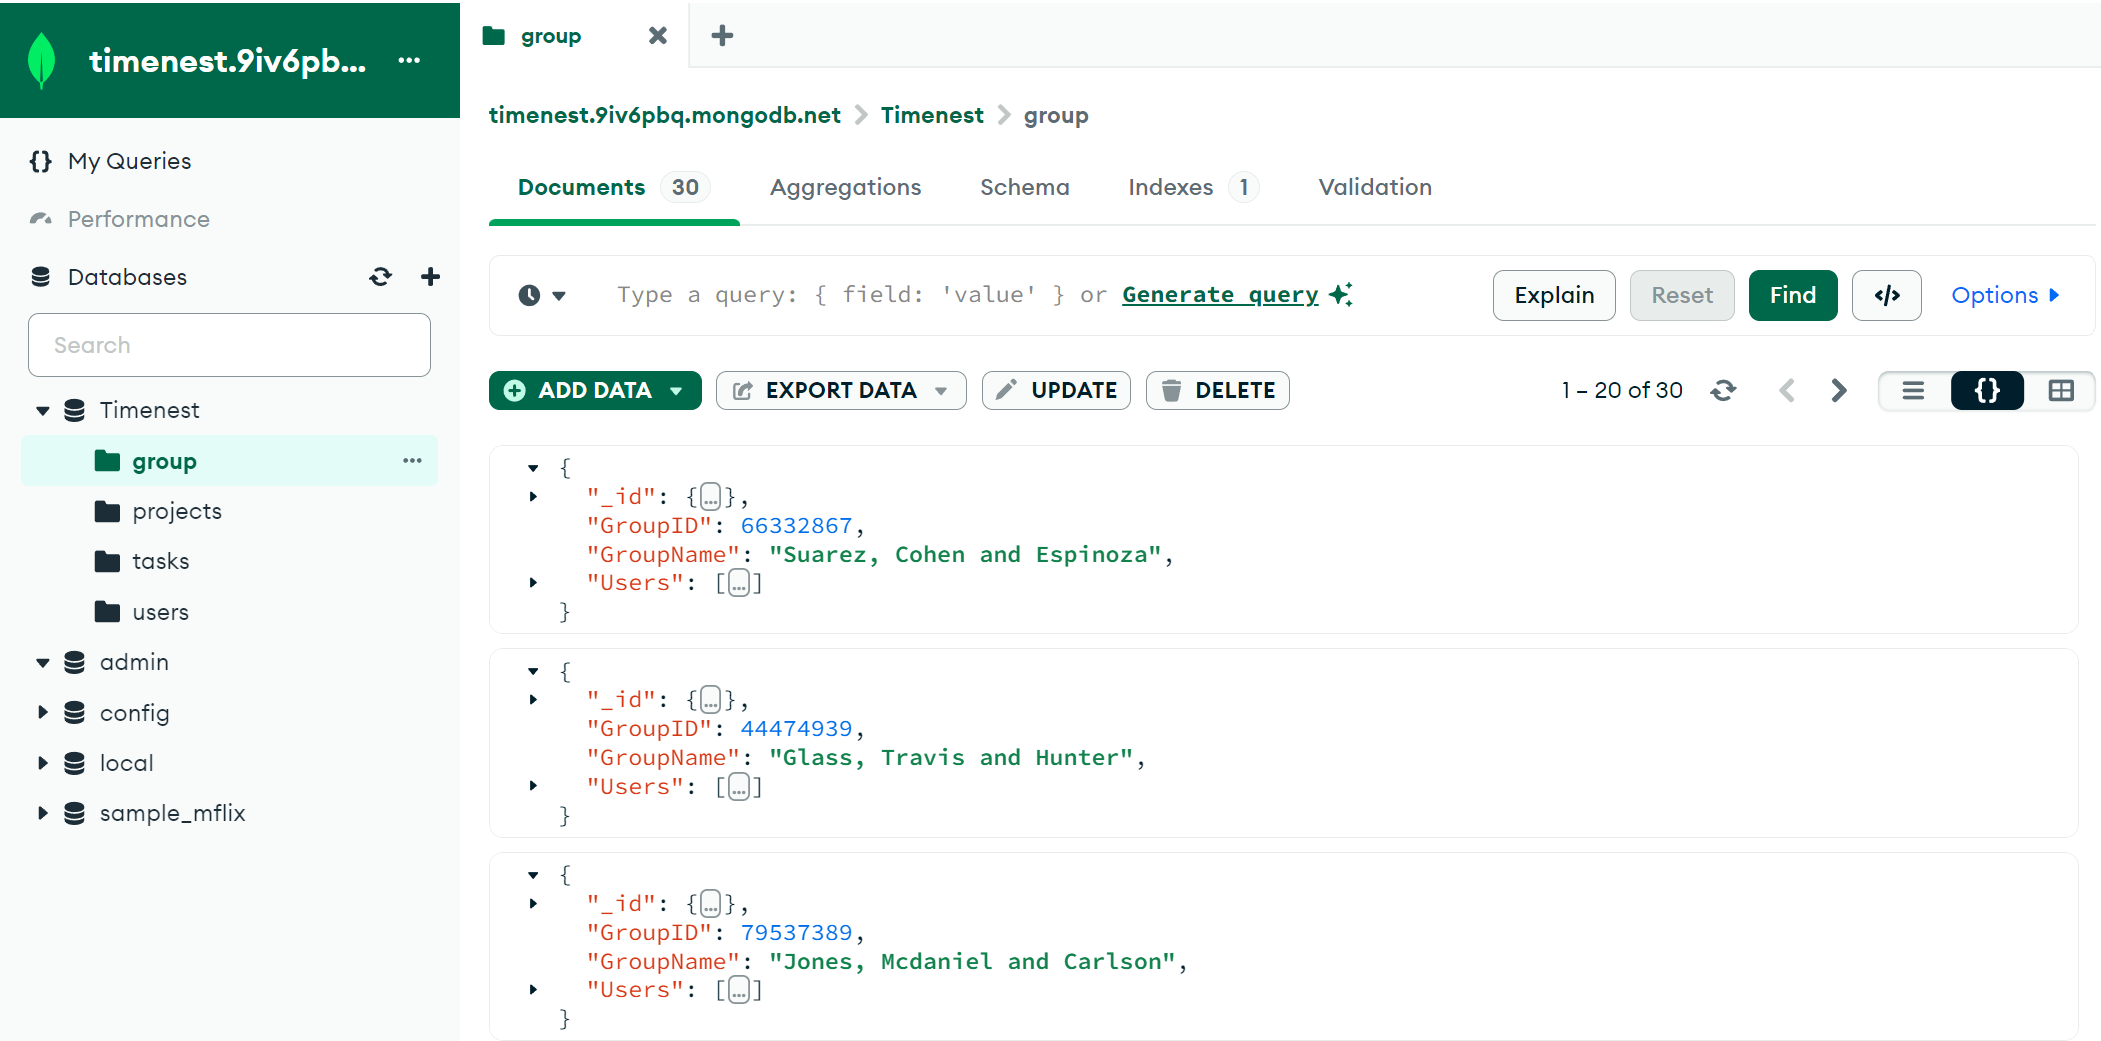 timenest.9iv6pb...
My Queries
Performance
Databases
Search
Timenest
group
projects
tasks
users
admin
config
local
sample_mflix
group
timenest.9iv6pbq.mongodb.net > Timenest > group
Documents 30 Aggregations Schema Indexes 1 Validation
Type a query: { field: 'value' } or Generate query Explain Reset Find </> Options
ADD DATA EXPORT DATA UPDATE DELETE 1 – 20 of 30 {}
{
"_id": {…},
"GroupID": 66332867,
"GroupName": "Suarez, Cohen and Espinoza",
"Users": […]
}
{
"_id": {…},
"GroupID": 44474939,
"GroupName": "Glass, Travis and Hunter",
"Users": […]
}
{
"_id": {…},
"GroupID": 79537389,
"GroupName": "Jones, Mcdaniel and Carlson",
"Users": […]
}